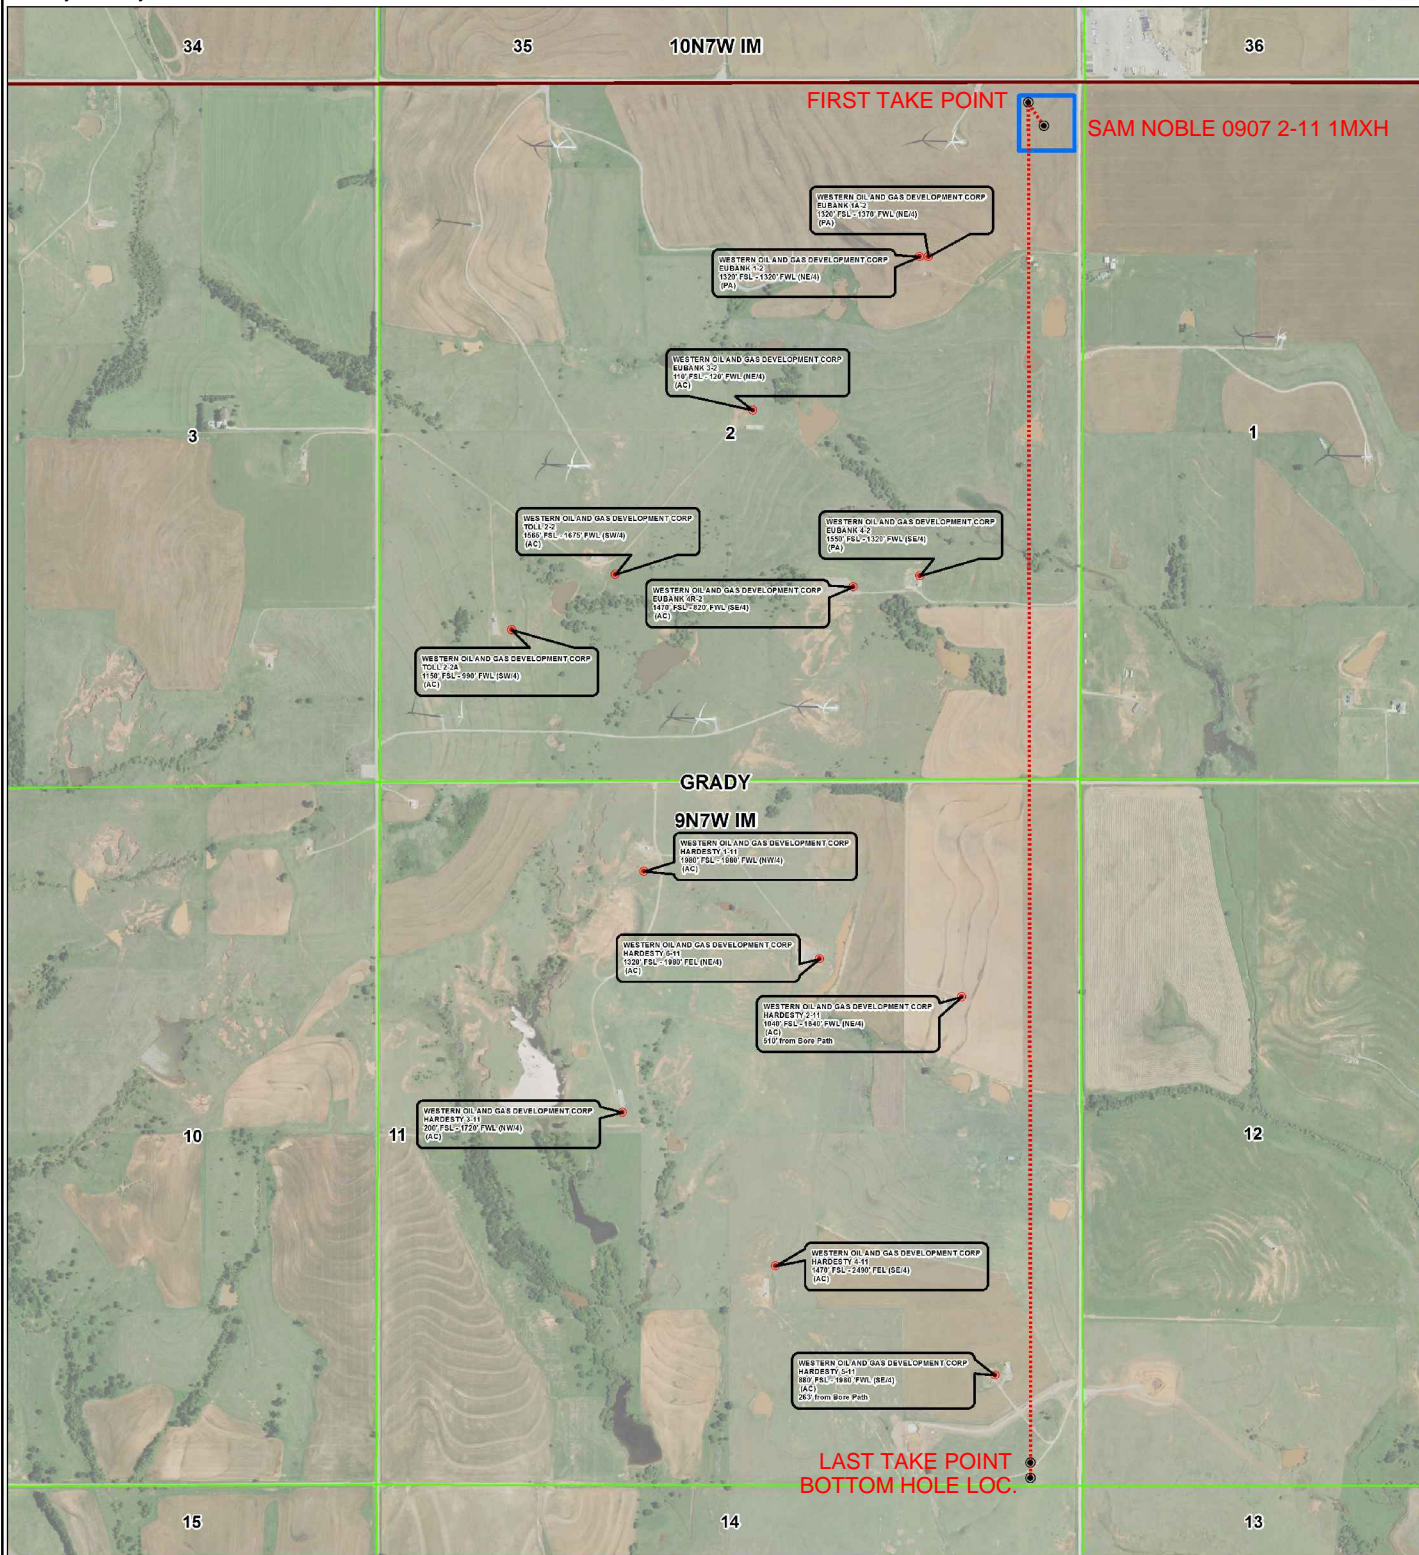 34
35
10N7W IM
36
FIRST TAKE POINT
SAM NOBLE 0907 2-11 1MXH
WESTERN OIL AND GAS DEVELOPMENT CORP
EUBANK 1A-2
1320' FSL - 1370' FWL (NE/4)
(PA)
WESTERN OIL AND GAS DEVELOPMENT CORP
EUBANK 1-2
1320' FSL - 1320' FWL (NE/4)
(PA)
WESTERN OIL AND GAS DEVELOPMENT CORP
EUBANK 3-2
110' FSL - 120' FWL (NE/4)
(AC)
3
2
1
WESTERN OIL AND GAS DEVELOPMENT CORP
TOLL 2-2
1565' FSL - 1675' FWL (SW/4)
(AC)
WESTERN OIL AND GAS DEVELOPMENT CORP
EUBANK 4-2
1550' FSL - 1320' FWL (SE/4)
(PA)
WESTERN OIL AND GAS DEVELOPMENT CORP
EUBANK 4R-2
1470' FSL - 820' FWL (SE/4)
(AC)
WESTERN OIL AND GAS DEVELOPMENT CORP
TOLL 2-2A
1150' FSL - 990' FWL (SW/4)
(AC)
GRADY
9N7W IM
WESTERN OIL AND GAS DEVELOPMENT CORP
HARDESTY 1-11
1980' FSL - 1980' FWL (NW/4)
(AC)
WESTERN OIL AND GAS DEVELOPMENT CORP
HARDESTY 6-11
1320' FSL - 1980' FEL (NE/4)
(AC)
WESTERN OIL AND GAS DEVELOPMENT CORP
HARDESTY 2-11
1040' FSL - 1640' FWL (NE/4)
(AC)
510' from Bore Path
WESTERN OIL AND GAS DEVELOPMENT CORP
HARDESTY 3-11
200' FSL - 1720' FWL (NW/4)
(AC)
10
11
12
WESTERN OIL AND GAS DEVELOPMENT CORP
HARDESTY 4-11
1470' FSL - 2490' FEL (SE/4)
(AC)
WESTERN OIL AND GAS DEVELOPMENT CORP
HARDESTY 5-11
880' FSL - 1980 'FWL (SE/4)
(AC)
263' from Bore Path
LAST TAKE POINT
BOTTOM HOLE LOC.
15
14
13